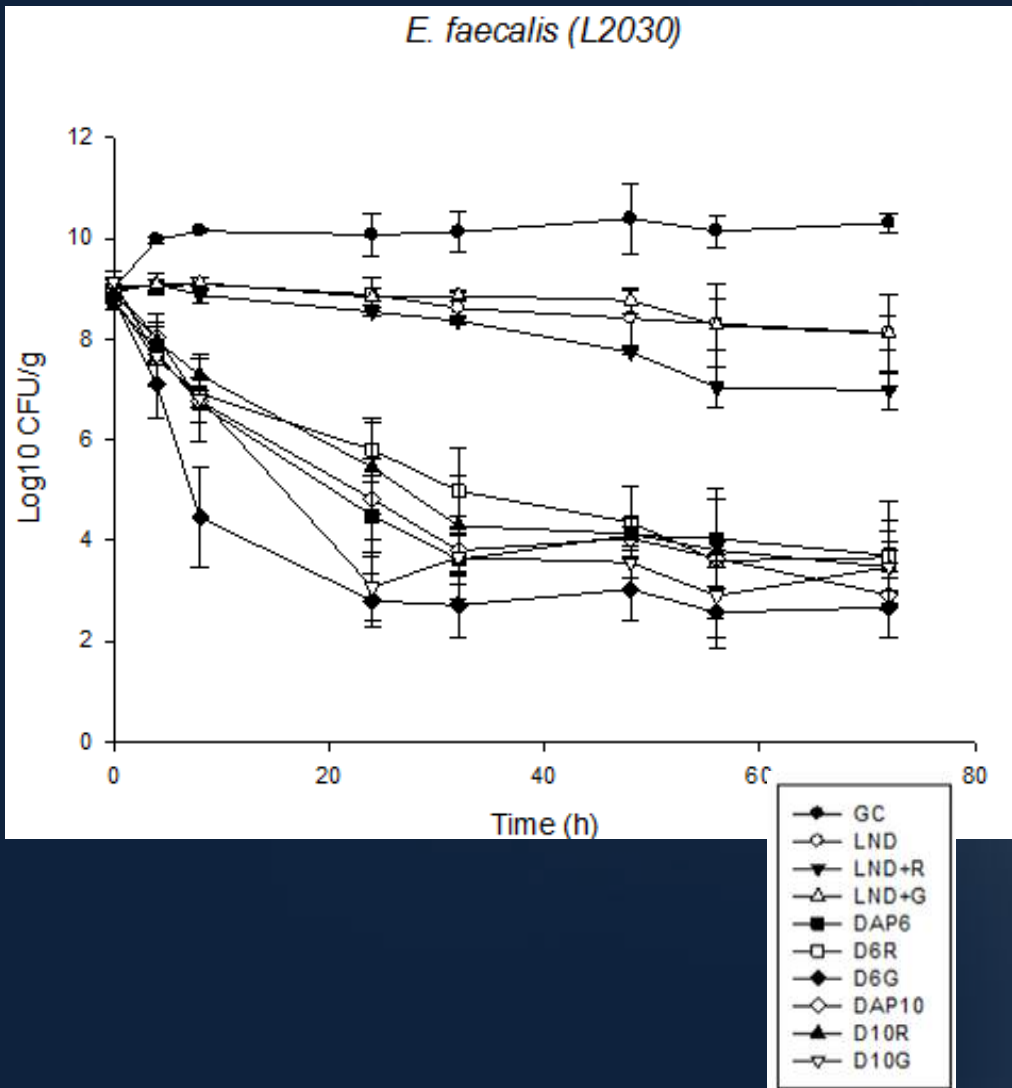 E. faecalis (L2030)
12
10
8
6
4
2
0
Log10 CFU/g
0 20 40 60 80
Time (h)
GC
LND
LND+R
LND+G
DAP6
D6R
D6G
DAP10
D10R
D10G